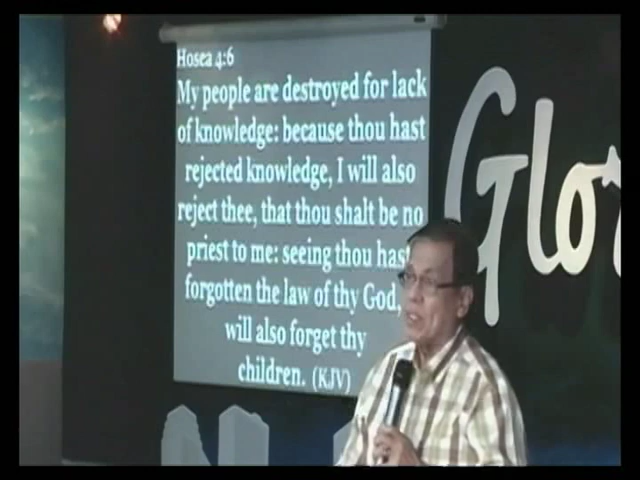 Hosea 4:6
My people are destroyed for lack
of knowledge: because thou hast
rejected knowledge, I will also
reject thee, that thou shalt be no
priest to me: seeing thou hast
forgotten the law of thy God,
will also forget thy
children. (KJV)
Glor